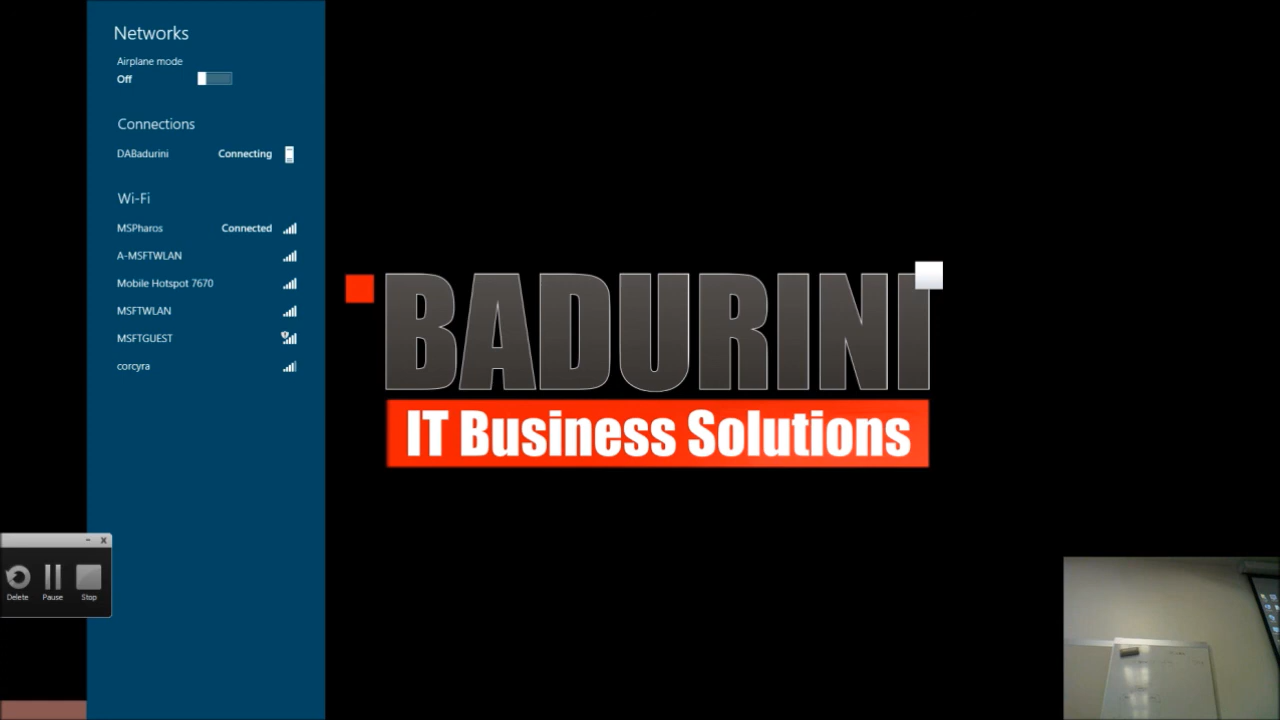 Networks
Airplane mode
Off
Connections
DABadurini Connecting
Wi-Fi
MSPharos Connected
A-MSFTWLAN
Mobile Hotspot 7670
MSFTWLAN
MSFTGUEST
corcyra
BADURINI
IT Business Solutions
Delete Pause Stop